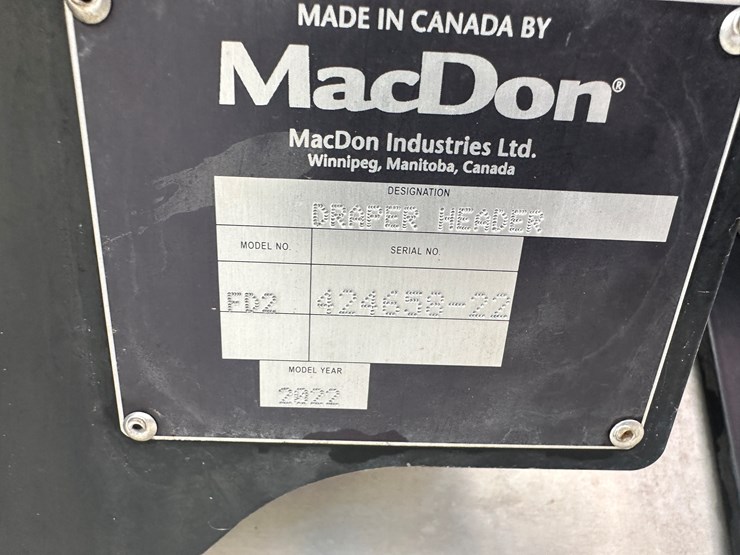 MADE IN CANADA BY
MacDon®
MacDon Industries Ltd.
Winnipeg, Manitoba, Canada
DESIGNATION
DRAPER HEADER
MODEL NO. SERIAL NO.
FD2 424658-22
MODEL YEAR
2022